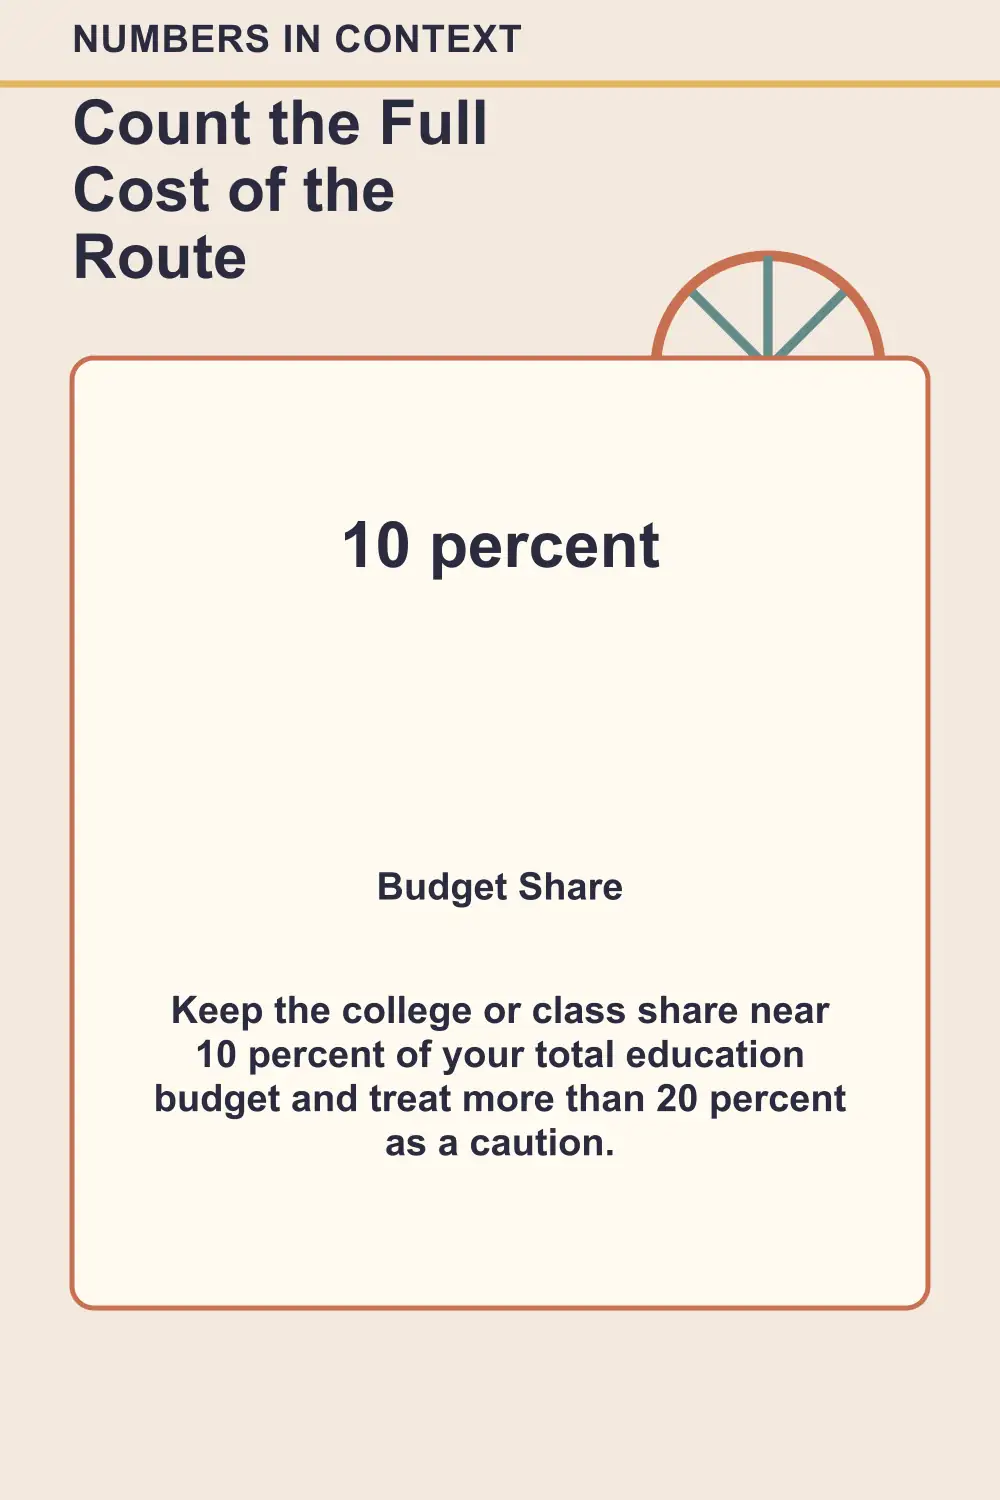 NUMBERS IN CONTEXT
Count the Full
Cost of the
Route
10 percent
Budget Share
Keep the college or class share near
10 percent of your total education
budget and treat more than 20 percent
as a caution.